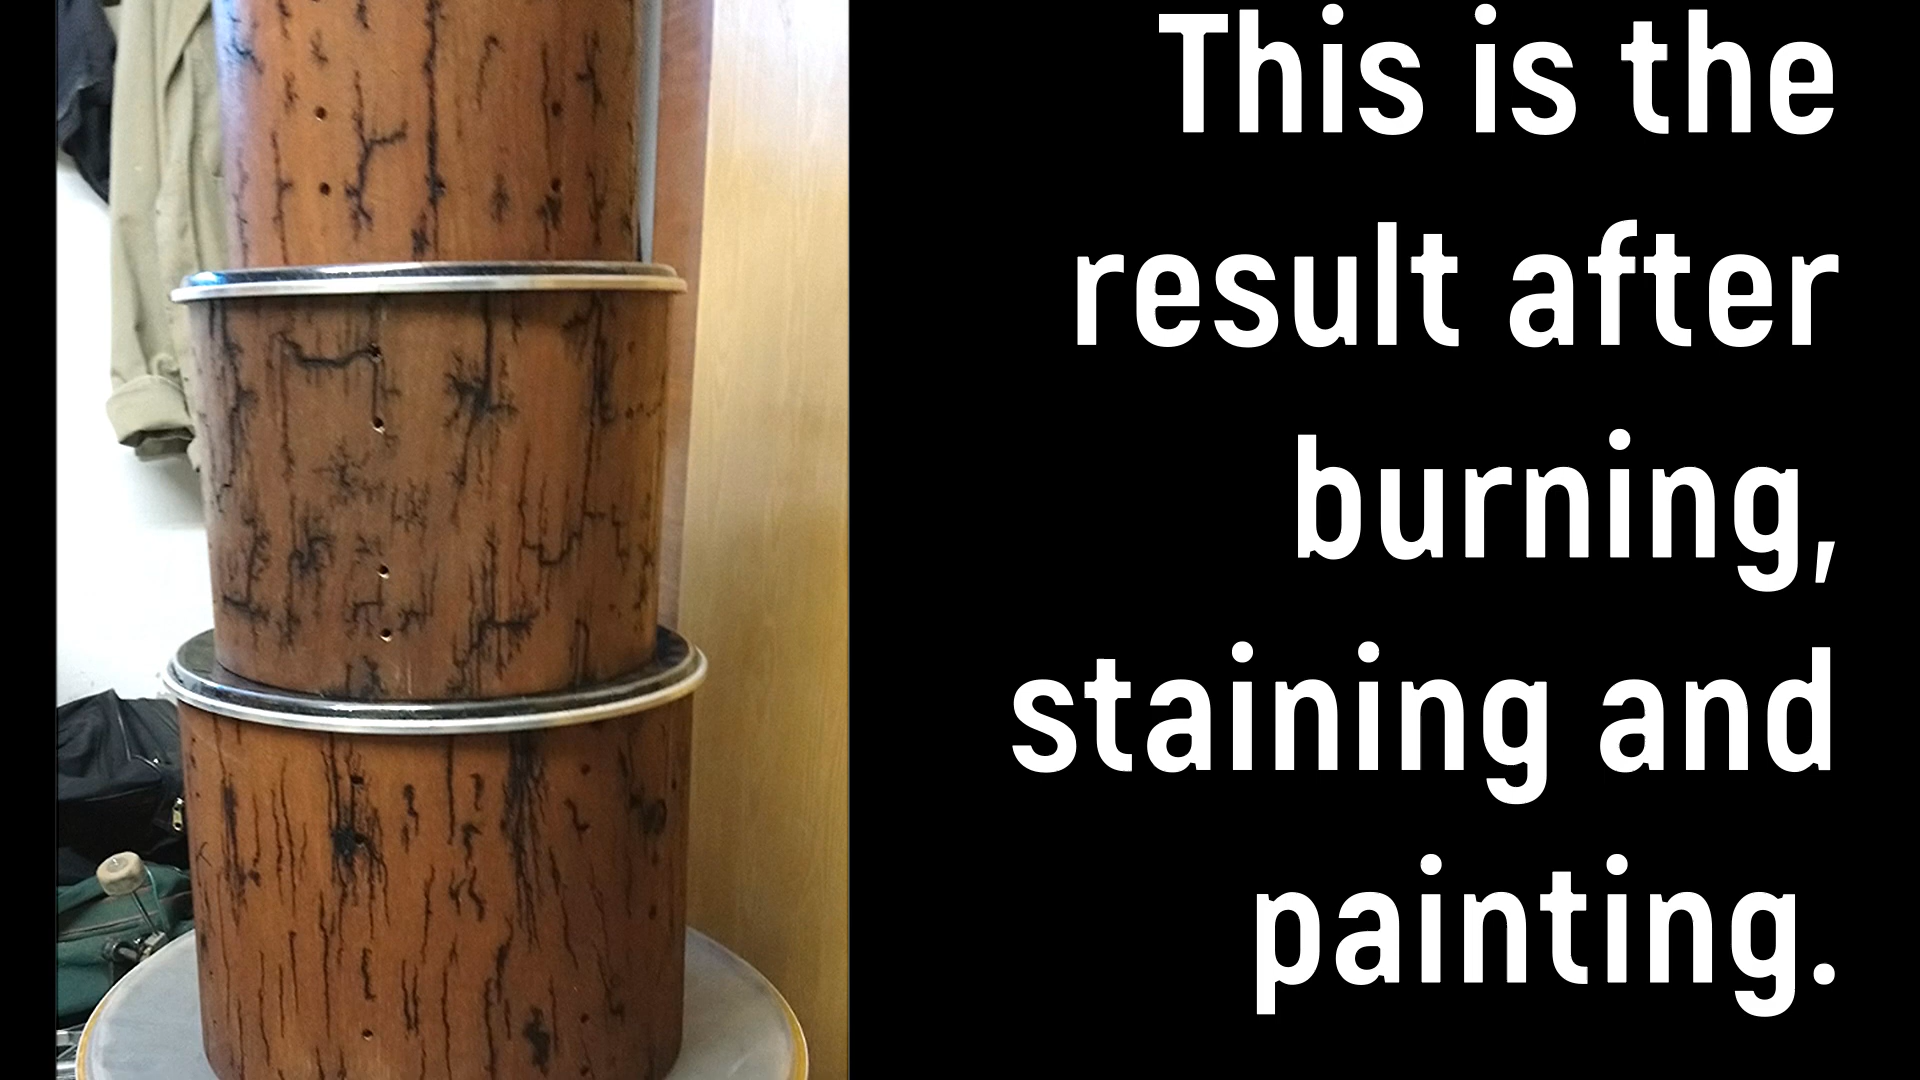 This is the
result after
burning,
staining and
painting.